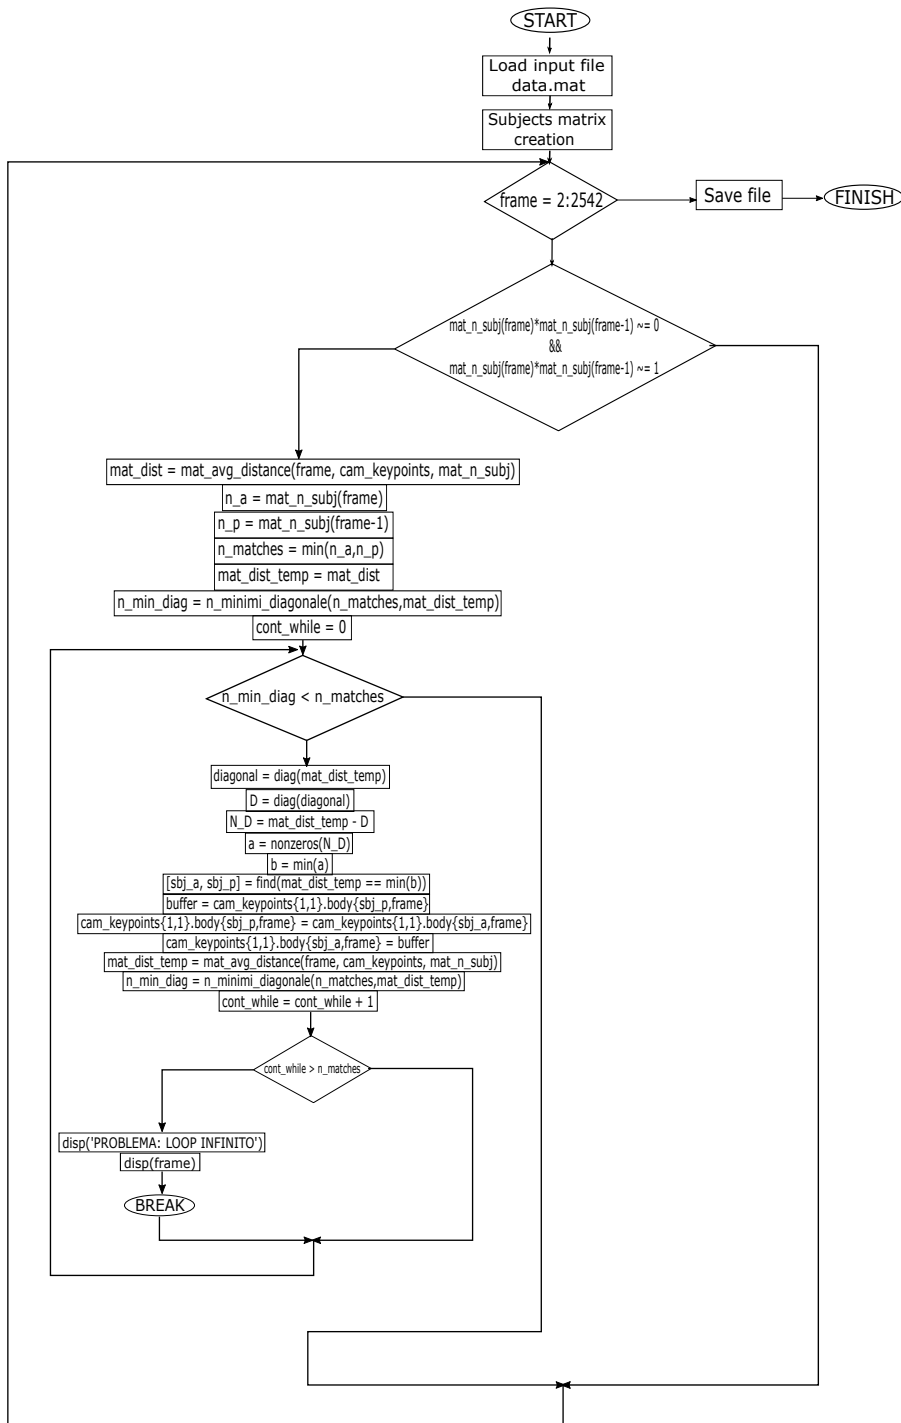 START
Load input file
data.mat
Subjects matrix
creation
frame = 2:2542
Save file
FINISH
mat_n_subj(frame)*mat_n_subj(frame-1) ~= 0
&&
mat_n_subj(frame)*mat_n_subj(frame-1) ~= 1
mat_dist = mat_avg_distance(frame, cam_keypoints, mat_n_subj)
n_a = mat_n_subj(frame)
n_p = mat_n_subj(frame-1)
n_matches = min(n_a,n_p)
mat_dist_temp = mat_dist
n_min_diag = n_minimi_diagonale(n_matches,mat_dist_temp)
cont_while = 0
n_min_diag < n_matches
diagonal = diag(mat_dist_temp)
D = diag(diagonal)
N_D = mat_dist_temp - D
a = nonzeros(N_D)
b = min(a)
[sbj_a, sbj_p] = find(mat_dist_temp == min(b))
buffer = cam_keypoints{1,1}.body{sbj_p,frame}
cam_keypoints{1,1}.body{sbj_p,frame} = cam_keypoints{1,1}.body{sbj_a,frame}
cam_keypoints{1,1}.body{sbj_a,frame} = buffer
mat_dist_temp = mat_avg_distance(frame, cam_keypoints, mat_n_subj)
n_min_diag = n_minimi_diagonale(n_matches,mat_dist_temp)
cont_while = cont_while + 1
cont_while > n_matches
disp('PROBLEMA: LOOP INFINITO')
disp(frame)
BREAK